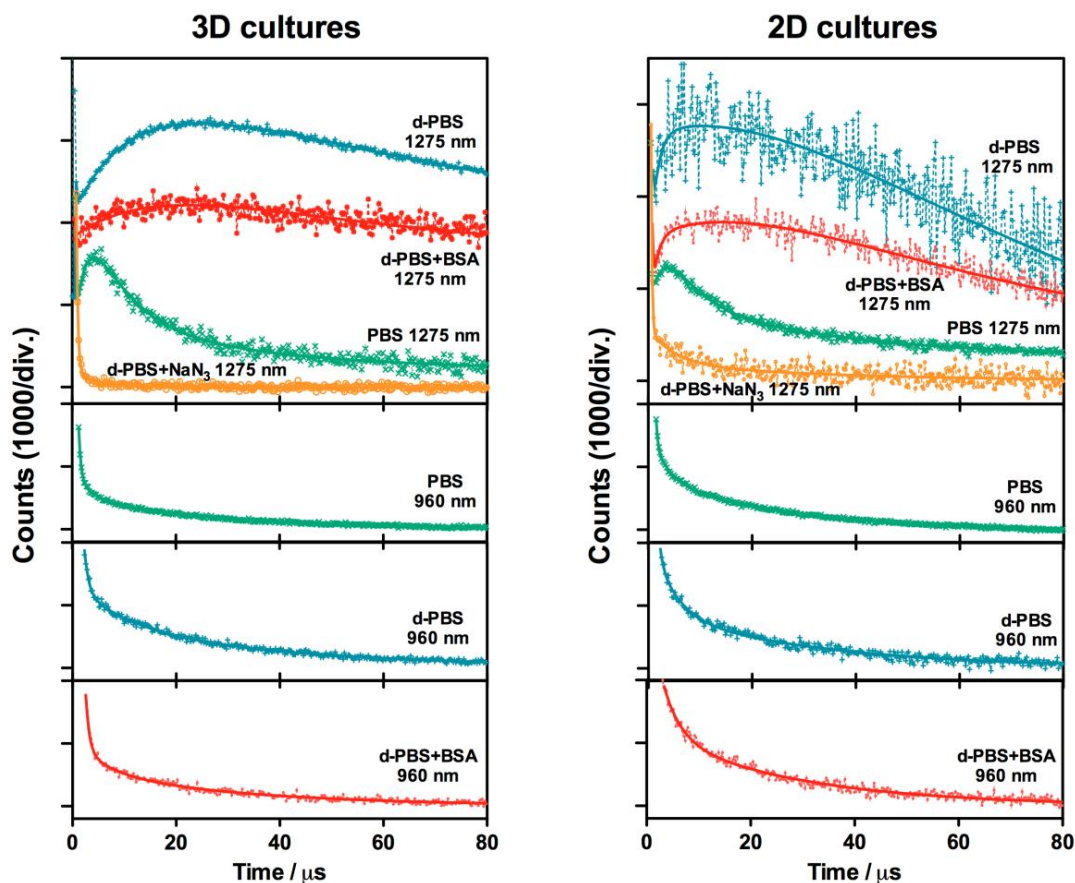 3D cultures
d-PBS
1275 nm
d-PBS+BSA
1275 nm
PBS 1275 nm
d-PBS+NaN₃ 1275 nm
PBS
960 nm
d-PBS
960 nm
d-PBS+BSA
960 nm
Counts (1000/div.)
0
20
40
60
80
Time / μs
2D cultures
d-PBS
1275 nm
d-PBS+BSA
1275 nm
PBS 1275 nm
d-PBS+NaN₃ 1275 nm
PBS
960 nm
d-PBS
960 nm
d-PBS+BSA
960 nm
Counts (1000/div.)
0
20
40
60
80
Time / μs